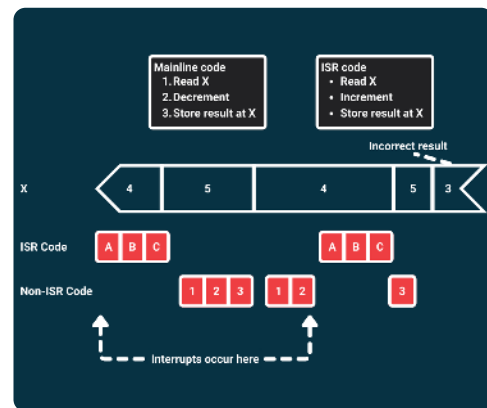 Mainline code
1. Read X
2. Decrement
3. Store result at X
ISR code
• Read X
• Increment
• Store result at X
Incorrect result
X
4
5
4
5
3
ISR Code
A B C
A B C
Non-ISR Code
1 2 3
1 2
3
Interrupts occur here